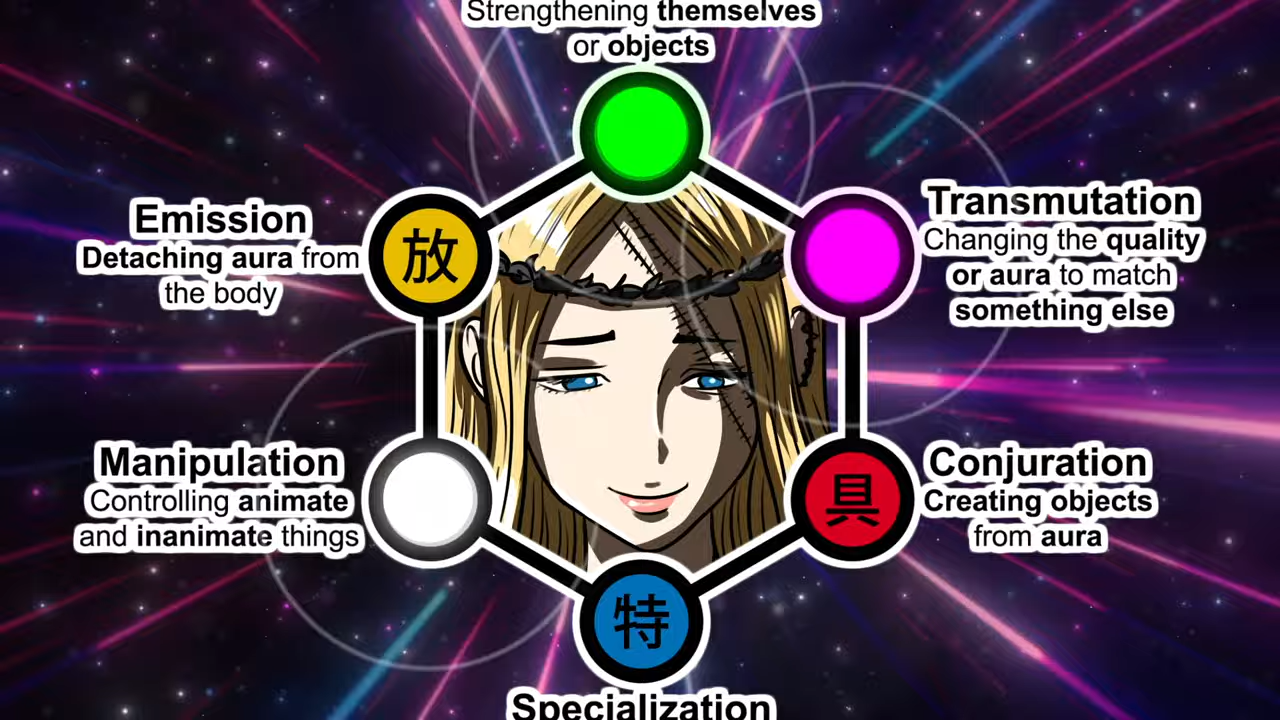 Strengthening themselves
or objects
Emission
Detaching aura from
the body
放
Transmutation
Changing the quality
or aura to match
something else
Manipulation
Controlling animate
and inanimate things
具
Conjuration
Creating objects
from aura
特
Specialization